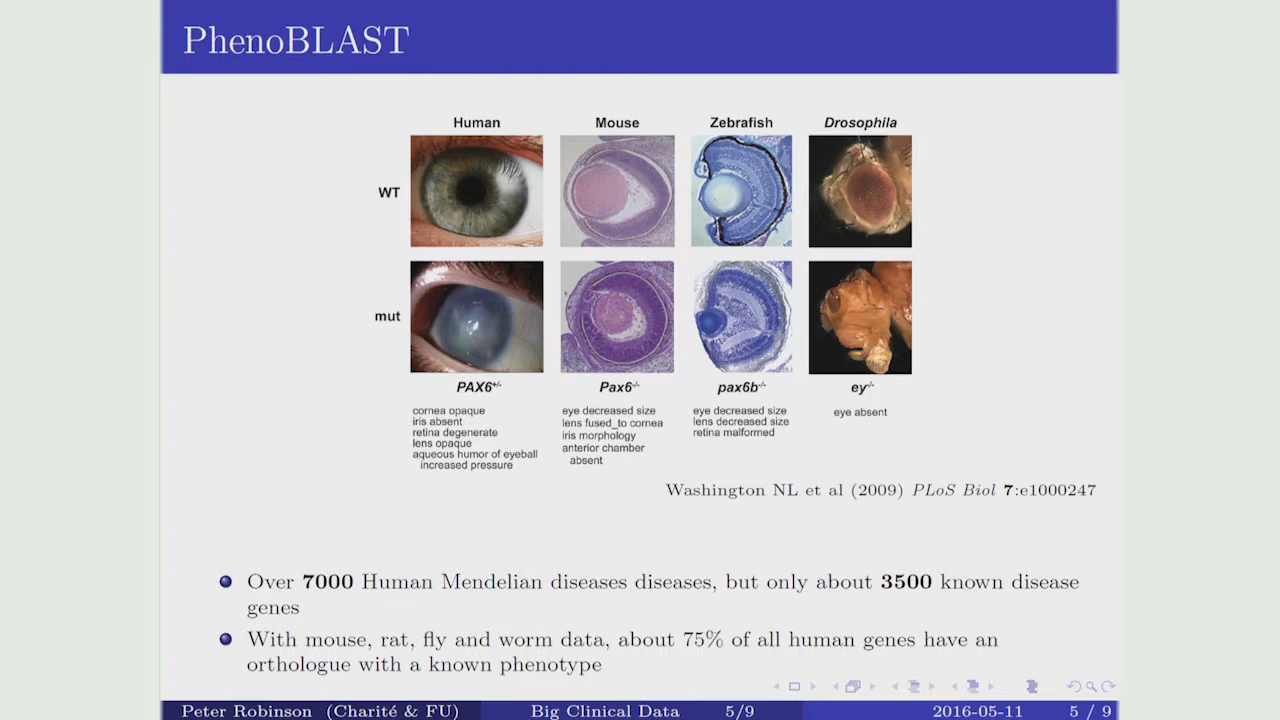 PhenoBLAST
Human Mouse Zebrafish Drosophila
WT
mut
PAX6+/- Pax6-/- pax6b-/- ey-/-
cornea opaque
iris absent
retina degenerate
lens opaque
aqueous humor of eyeball
increased pressure
eye decreased size
lens fused_to cornea
iris morphology
anterior chamber
absent
eye decreased size
lens decreased size
retina malformed
eye absent
Washington NL et al (2009) PLoS Biol 7:e1000247
Over 7000 Human Mendelian diseases diseases, but only about 3500 known disease
genes
With mouse, rat, fly and worm data, about 75% of all human genes have an
orthologue with a known phenotype
Peter Robinson (Charité & FU) Big Clinical Data 5/9 2016-05-11 5 / 9